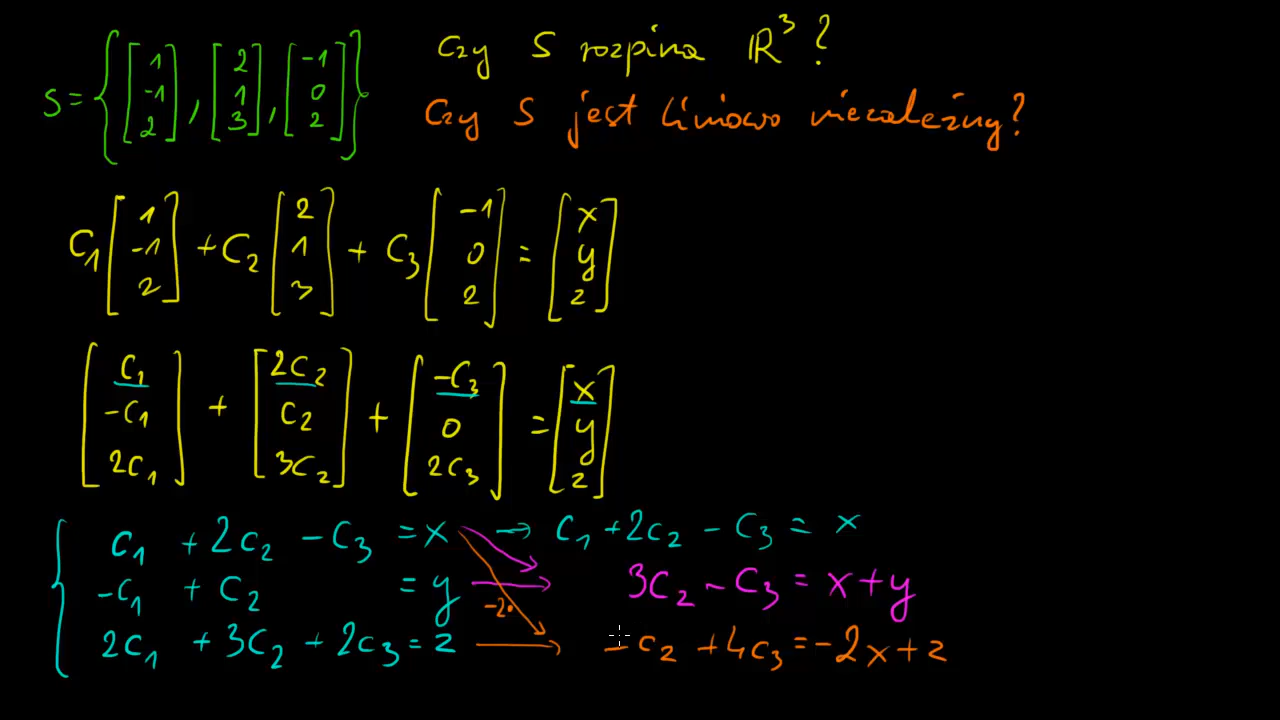 S = { [1 -1 2], [2 1 3], [-1 0 2] } Czy S rozpina ℝ³?
Czy S jest liniowo niezależny?
C₁ [1 -1 2] + C₂ [2 1 3] + C₃ [-1 0 2] = [x y z]
[C₁ -C₁ 2C₁] + [2C₂ C₂ 3C₂] + [-C₃ 0 2C₃] = [x y z]
C₁ + 2C₂ - C₃ = x → C₁ + 2C₂ - C₃ = x
-C₁ + C₂ = y 3C₂ - C₃ = x + y
-2·
2C₁ + 3C₂ + 2C₃ = z -C₂ + 4C₃ = -2x + z